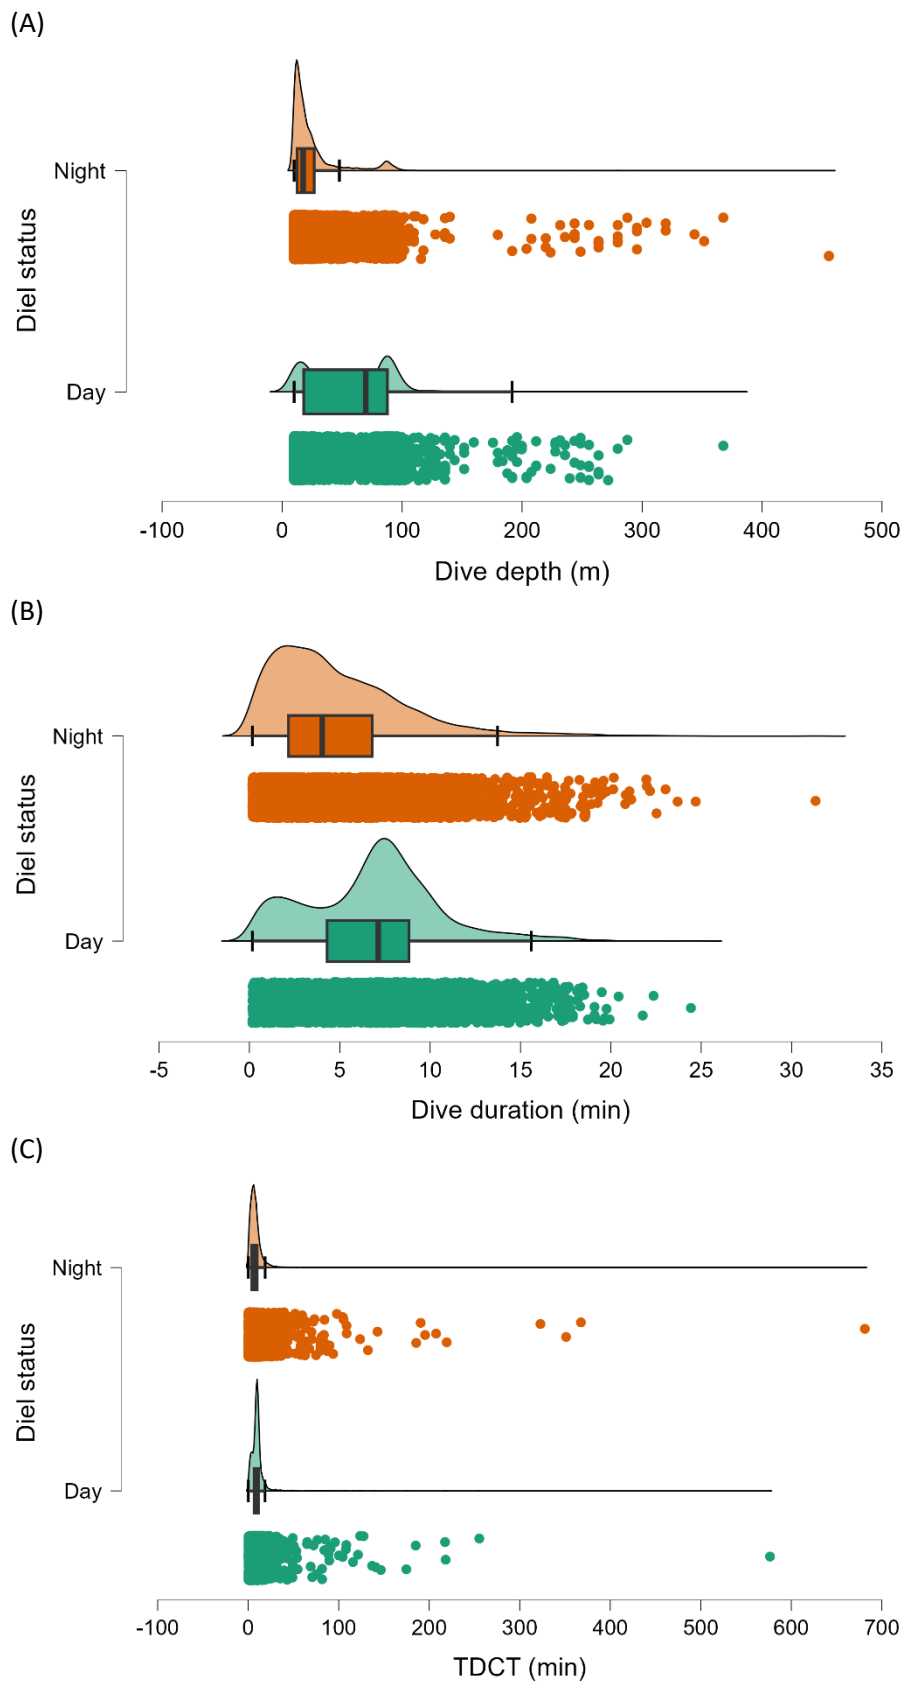 (A)
Night
Diel status
Day
-100 0 100 200 300 400 500
Dive depth (m)
(B)
Night
Diel status
Day
-5 0 5 10 15 20 25 30 35
Dive duration (min)
(C)
Night
Diel status
Day
-100 0 100 200 300 400 500 600 700
TDCT (min)